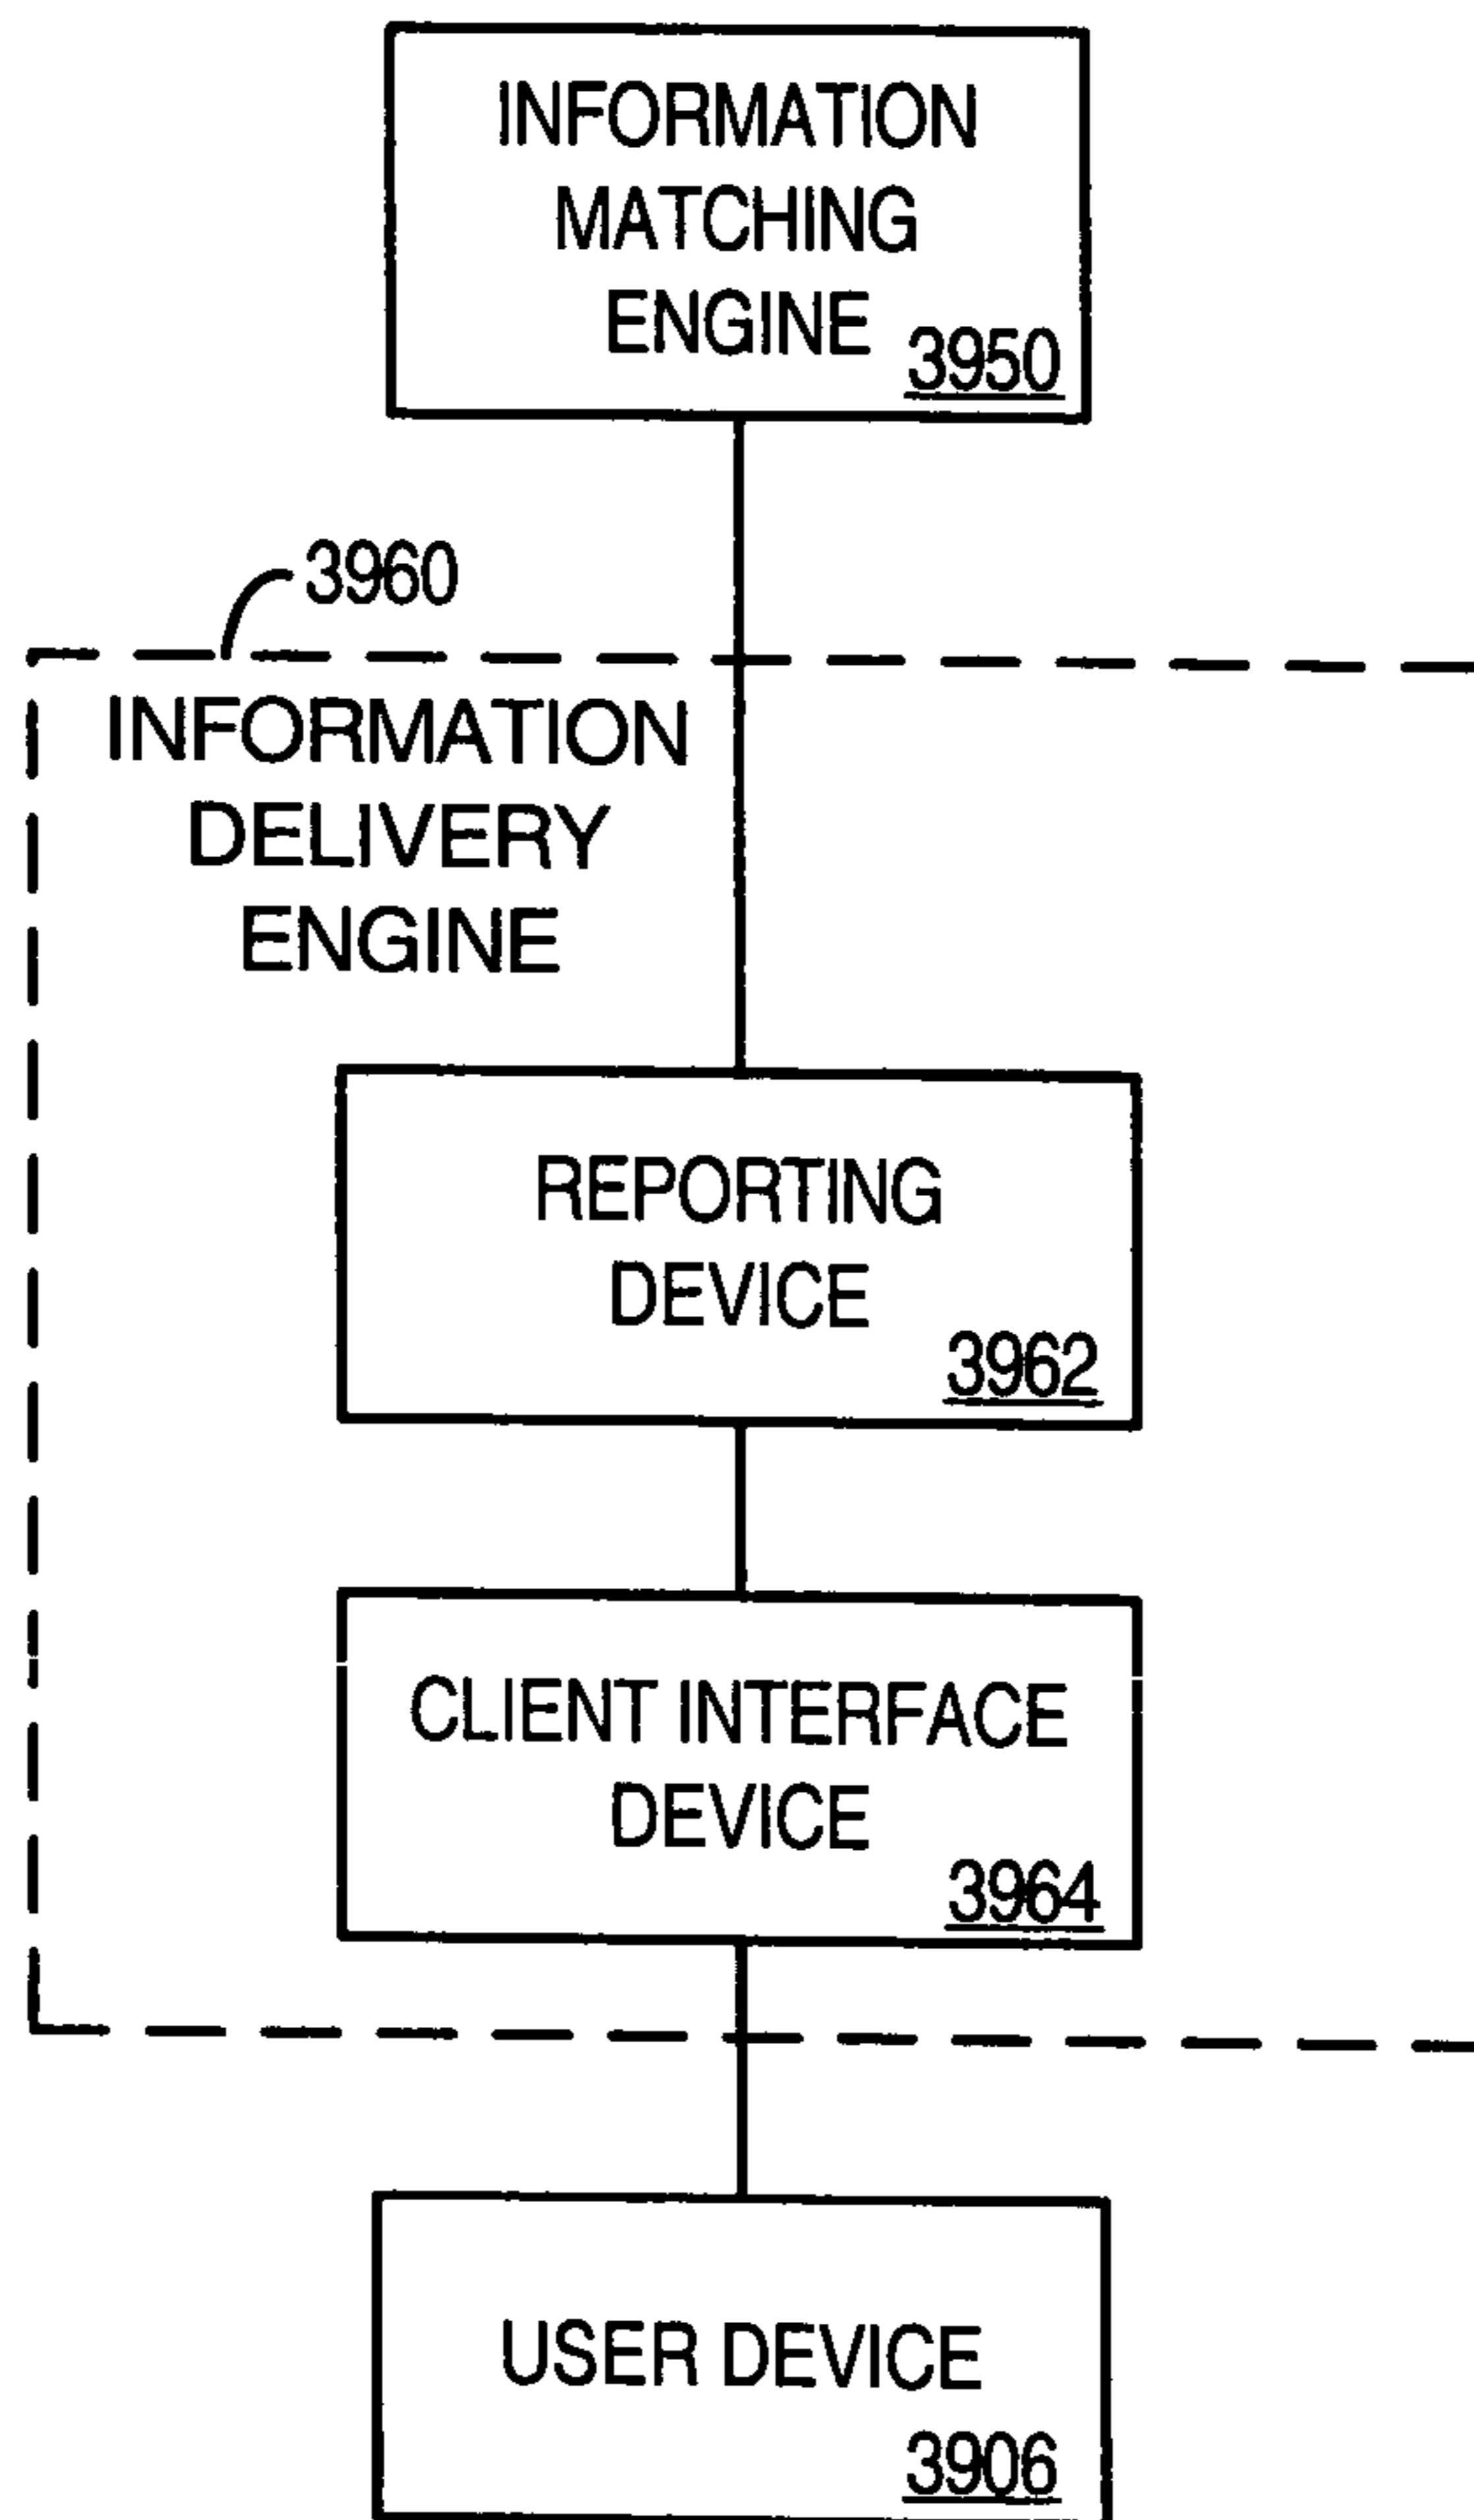 INFORMATION
MATCHING
ENGINE
3950
3960
INFORMATION
DELIVERY
ENGINE
REPORTING
DEVICE
3962
CLIENT INTERFACE
DEVICE
3964
USER DEVICE
3906